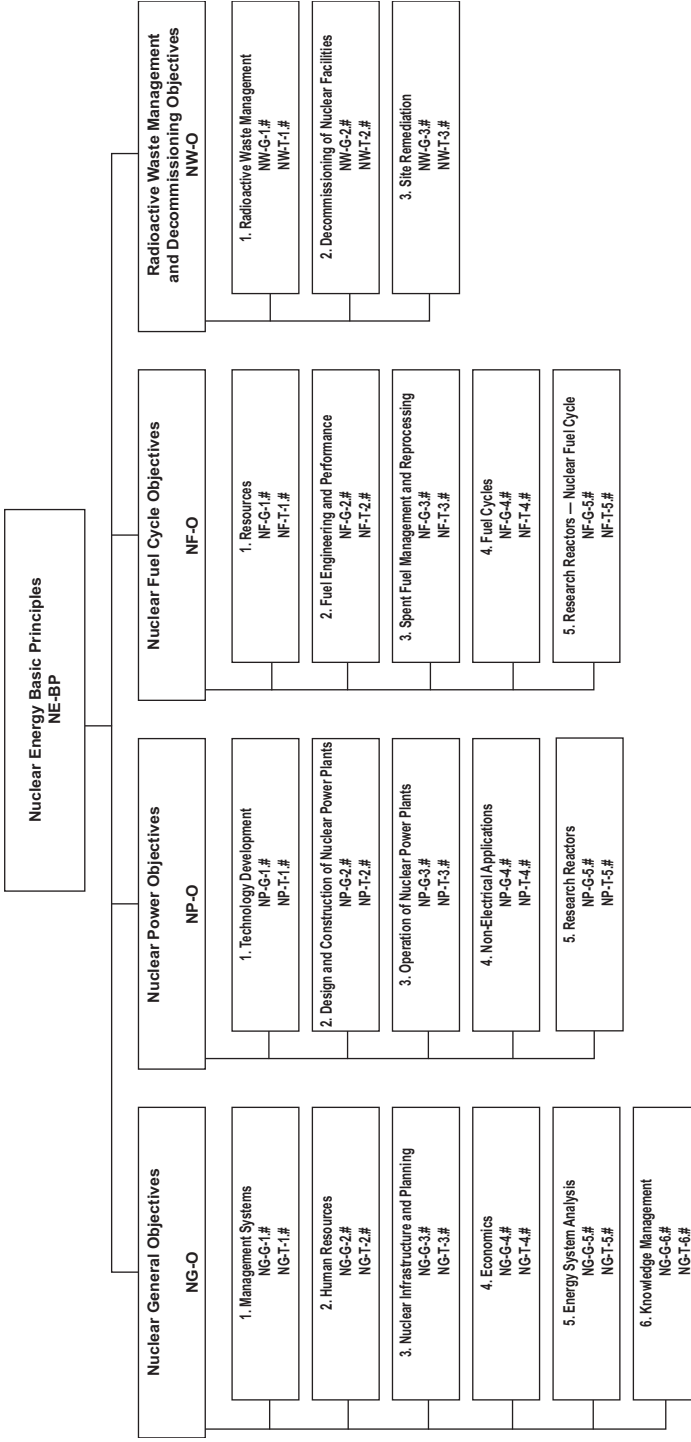 Nuclear Energy Basic Principles
NE-BP
Nuclear General Objectives
NG-O
1. Management Systems
NG-G-1.#
NG-T-1.#
2. Human Resources
NG-G-2.#
NG-T-2.#
3. Nuclear Infrastructure and Planning
NG-G-3.#
NG-T-3.#
4. Economics
NG-G-4.#
NG-T-4.#
5. Energy System Analysis
NG-G-5.#
NG-T-5.#
6. Knowledge Management
NG-G-6.#
NG-T-6.#
Nuclear Power Objectives
NP-O
1. Technology Development
NP-G-1.#
NP-T-1.#
2. Design and Construction of Nuclear Power Plants
NP-G-2.#
NP-T-2.#
3. Operation of Nuclear Power Plants
NP-G-3.#
NP-T-3.#
4. Non-Electrical Applications
NP-G-4.#
NP-T-4.#
5. Research Reactors
NP-G-5.#
NP-T-5.#
Nuclear Fuel Cycle Objectives
NF-O
1. Resources
NF-G-1.#
NF-T-1.#
2. Fuel Engineering and Performance
NF-G-2.#
NF-T-2.#
3. Spent Fuel Management and Reprocessing
NF-G-3.#
NF-T-3.#
4. Fuel Cycles
NF-G-4.#
NF-T-4.#
5. Research Reactors — Nuclear Fuel Cycle
NF-G-5.#
NF-T-5.#
Radioactive Waste Management
and Decommissioning Objectives
NW-O
1. Radioactive Waste Management
NW-G-1.#
NW-T-1.#
2. Decommissioning of Nuclear Facilities
NW-G-2.#
NW-T-2.#
3. Site Remediation
NW-G-3.#
NW-T-3.#